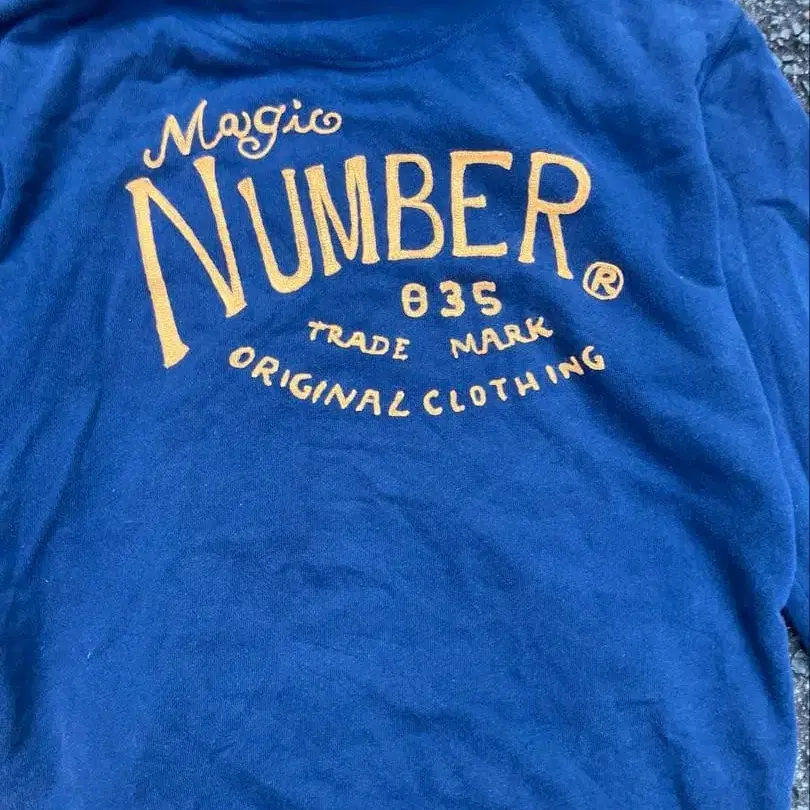 Magic
NUMBER®
035
TRADE MARK
ORIGINAL CLOTHING